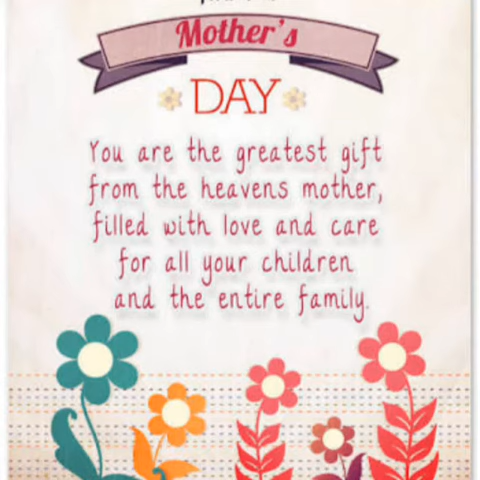 Mother's
DAY
You are the greatest gift
from the heavens mother,
filled with love and care
for all your children
and the entire family.